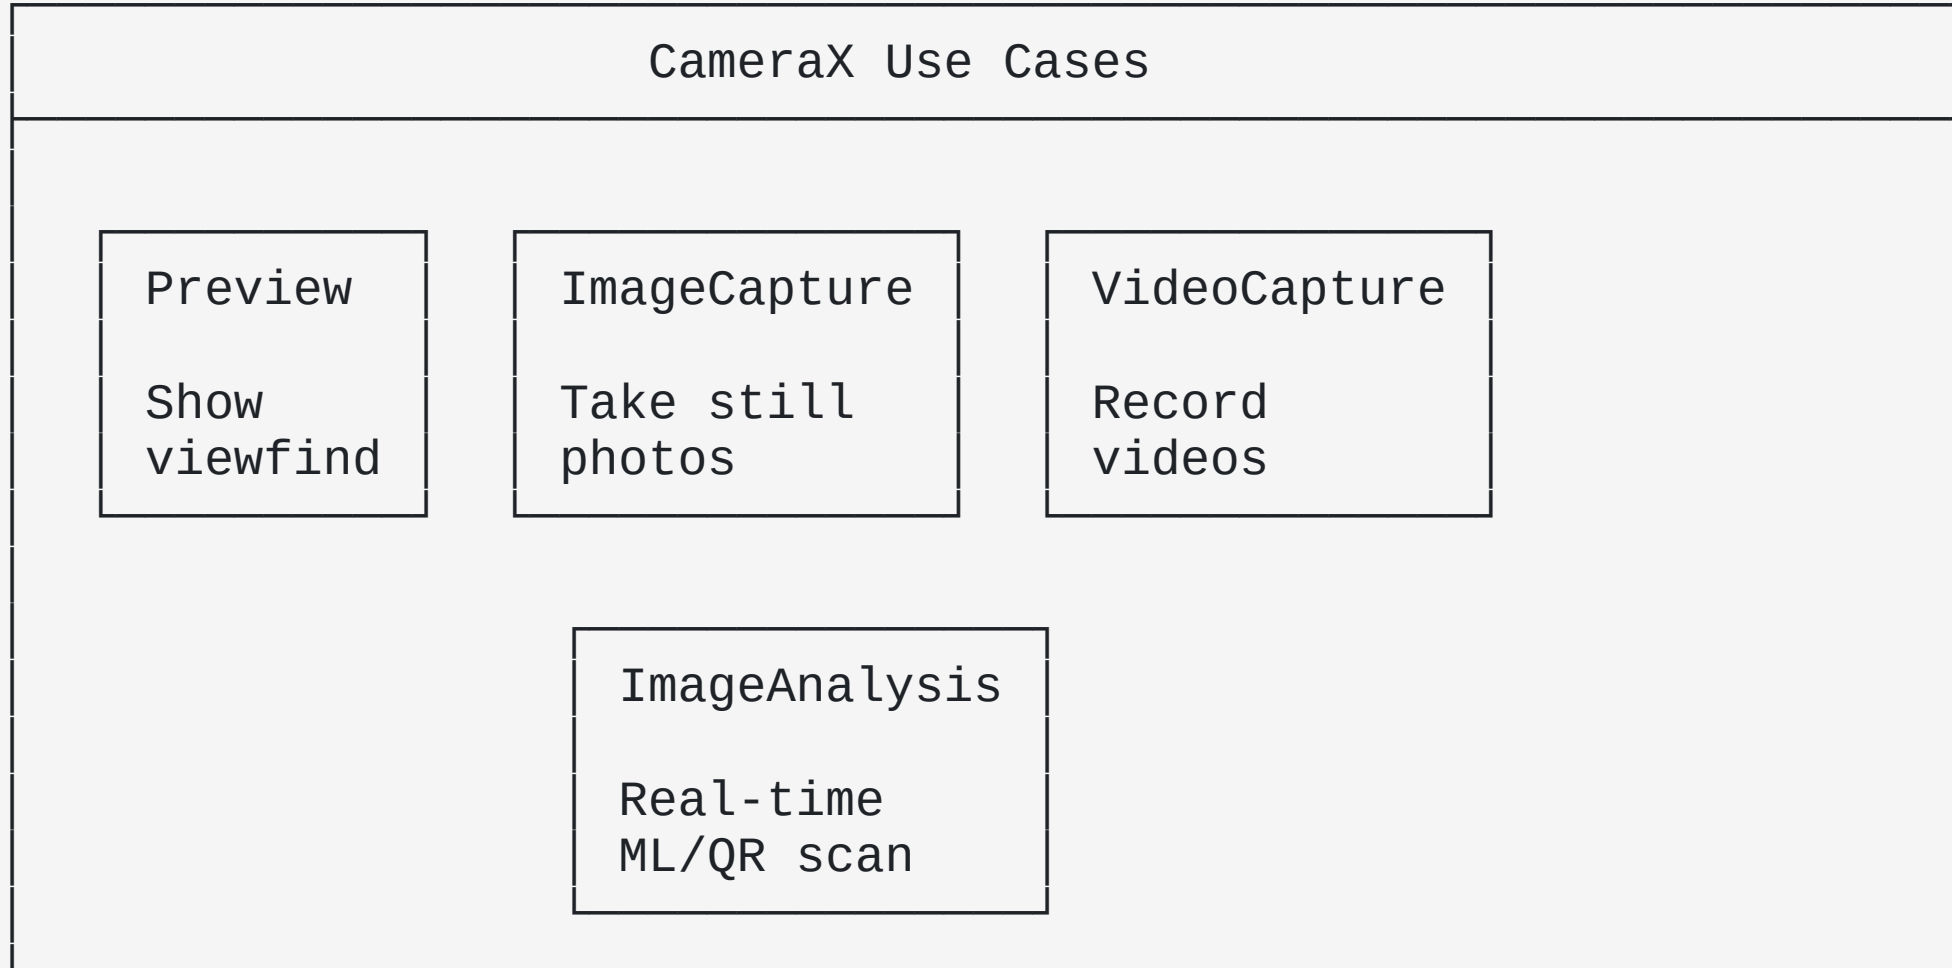 CameraX Use Cases
Preview
Show
viewfind
ImageCapture
Take still
photos
VideoCapture
Record
videos
ImageAnalysis
Real-time
ML/QR scan